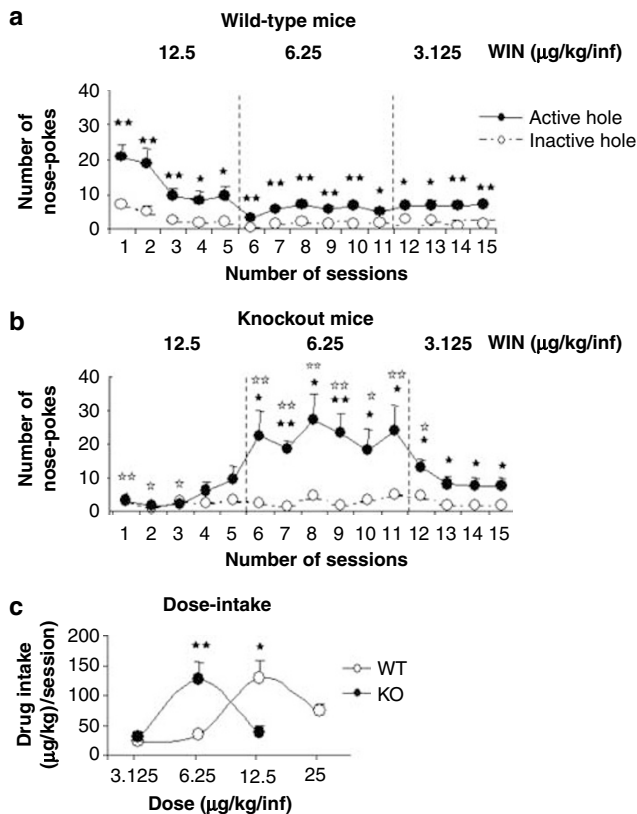 a
Wild-type mice
12.5 6.25 3.125 WIN (μg/kg/inf)
Number of nose-pokes
40
30
20
10
0
Active hole
Inactive hole
1 2 3 4 5 6 7 8 9 10 11 12 13 14 15
Number of sessions
b
Knockout mice
12.5 6.25 3.125 WIN (μg/kg/inf)
Number of nose-pokes
40
30
20
10
0
1 2 3 4 5 6 7 8 9 10 11 12 13 14 15
Number of sessions
c
Dose-intake
Drug intake (μg/kg)/session)
200
150
100
50
0
WT
KO
3.125 6.25 12.5 25
Dose (μg/kg/inf)